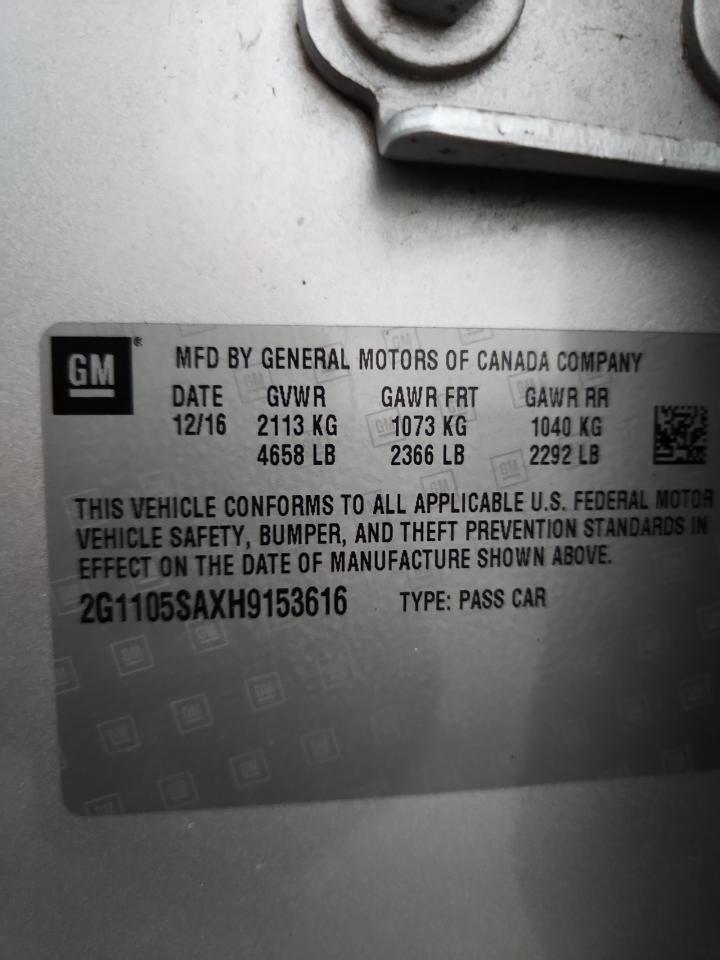 GM®
MFD BY GENERAL MOTORS OF CANADA COMPANY
DATE GVWR GAWR FRT GAWR RR
12/16 2113 KG 1073 KG 1040 KG
4658 LB 2366 LB 2292 LB
THIS VEHICLE CONFORMS TO ALL APPLICABLE U.S. FEDERAL MOTOR
VEHICLE SAFETY, BUMPER, AND THEFT PREVENTION STANDARDS IN
EFFECT ON THE DATE OF MANUFACTURE SHOWN ABOVE.
2G1105SAXH9153616 TYPE: PASS CAR